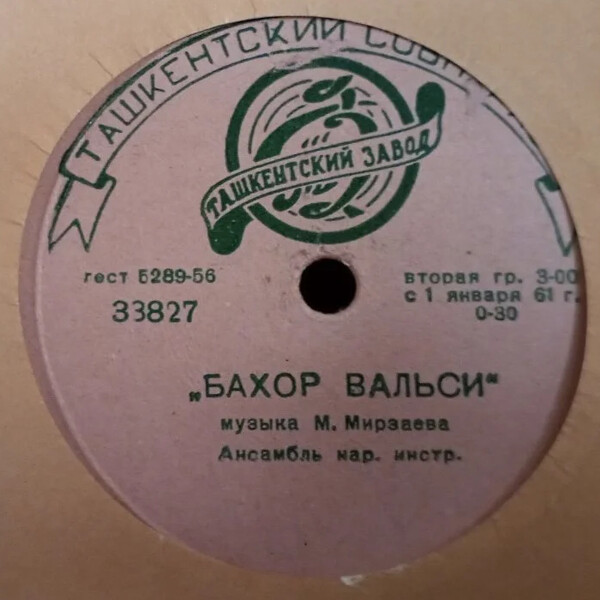 ТАШКЕНТСКИЙ
ТАШКЕНТСКИЙ ЗАВОД
гост 5289-56
33827
вторая гр. 3-00
с 1 января 61 г.
0-30
„БАХОР ВАЛЬСИ“
музыка М. Мирзаева
Ансамбль нар. инстр.